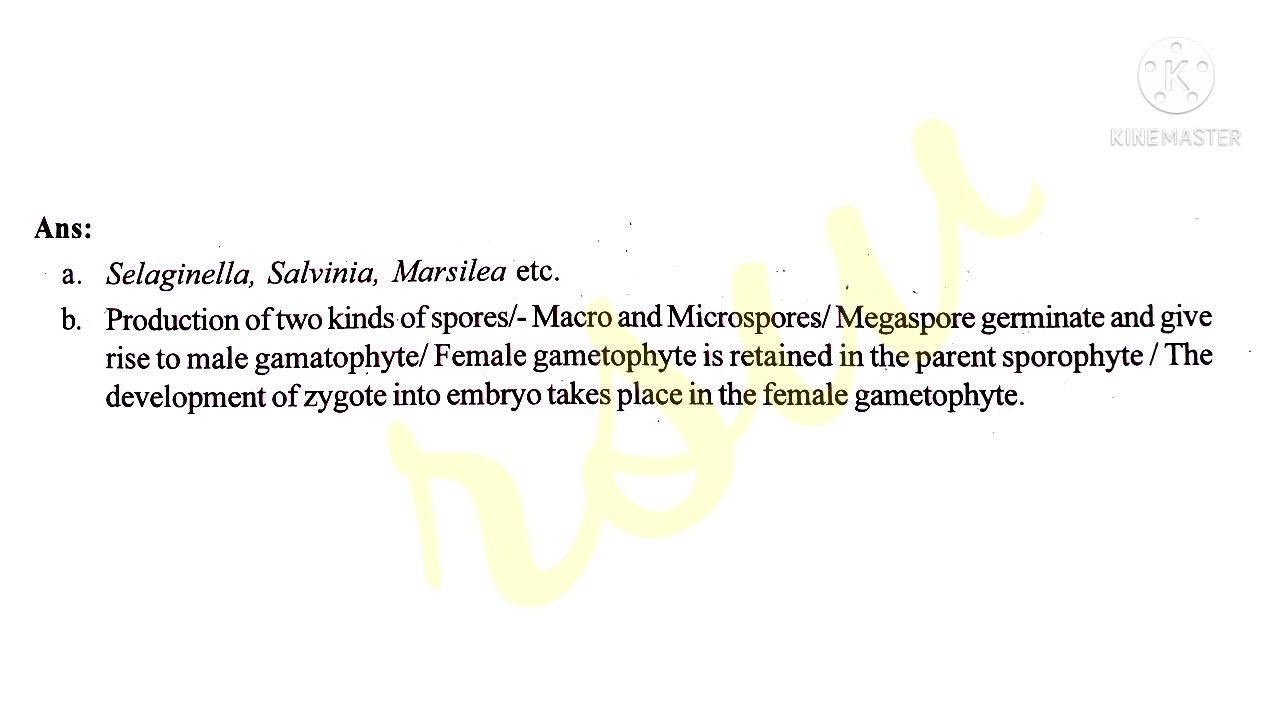 K
KINEMASTER
Ans:
a. Selaginella, Salvinia, Marsilea etc.
b. Production of two kinds of spores/- Macro and Microspores/ Megaspore germinate and give
rise to male gamatophyte/ Female gametophyte is retained in the parent sporophyte / The
development of zygote into embryo takes place in the female gametophyte.